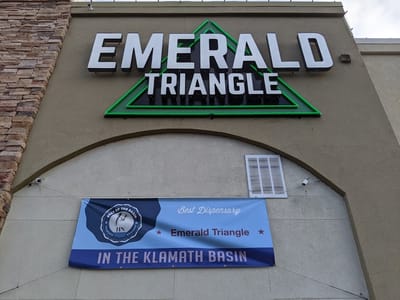 EMERALD
TRIANGLE
Best Dispensary
Emerald Triangle
IN THE KLAMATH BASIN